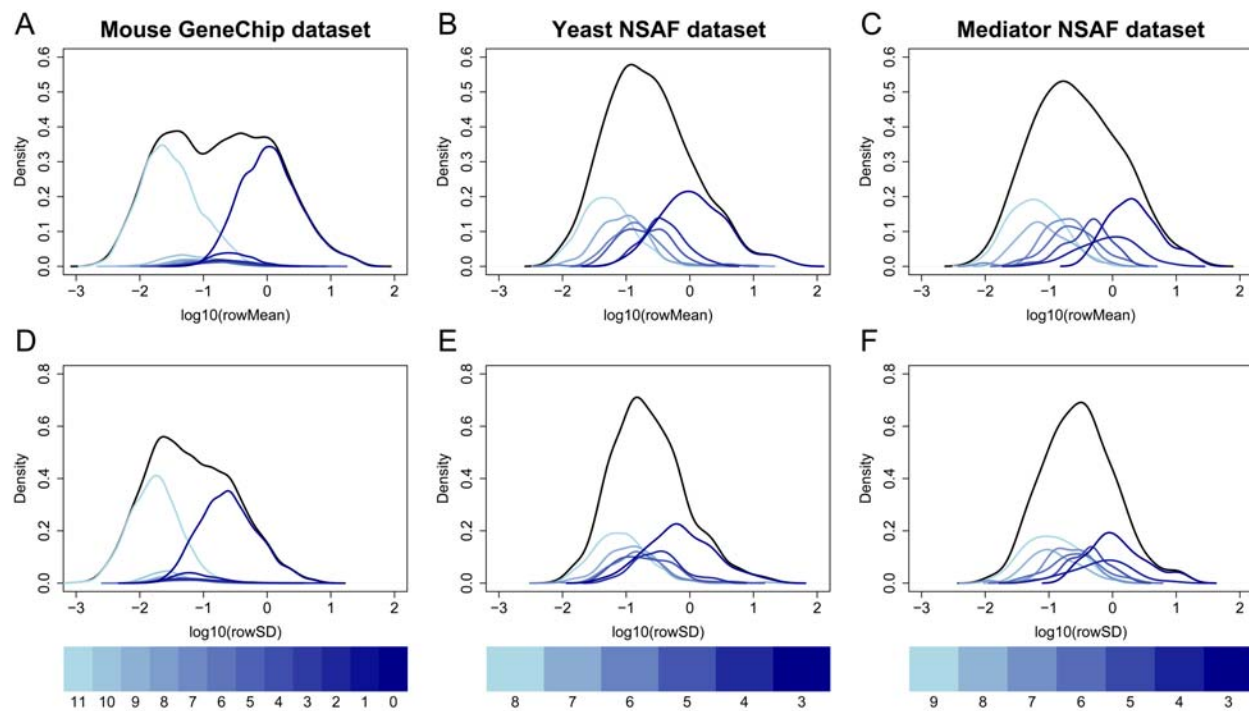 A Mouse GeneChip dataset
B Yeast NSAF dataset
C Mediator NSAF dataset
Density
0.0 0.1 0.2 0.3 0.4 0.5 0.6
−3 −2 −1 0 1 2
log10(rowMean)
Density
0.0 0.1 0.2 0.3 0.4 0.5 0.6
−3 −2 −1 0 1 2
log10(rowMean)
Density
0.0 0.1 0.2 0.3 0.4 0.5 0.6
−3 −2 −1 0 1 2
log10(rowMean)
D
Density
0.0 0.2 0.4 0.6 0.8
−3 −2 −1 0 1 2
log10(rowSD)
E
Density
0.0 0.2 0.4 0.6 0.8
−3 −2 −1 0 1 2
log10(rowSD)
F
Density
0.0 0.2 0.4 0.6 0.8
−3 −2 −1 0 1 2
log10(rowSD)
11 10 9 8 7 6 5 4 3 2 1 0
8 7 6 5 4 3
9 8 7 6 5 4 3